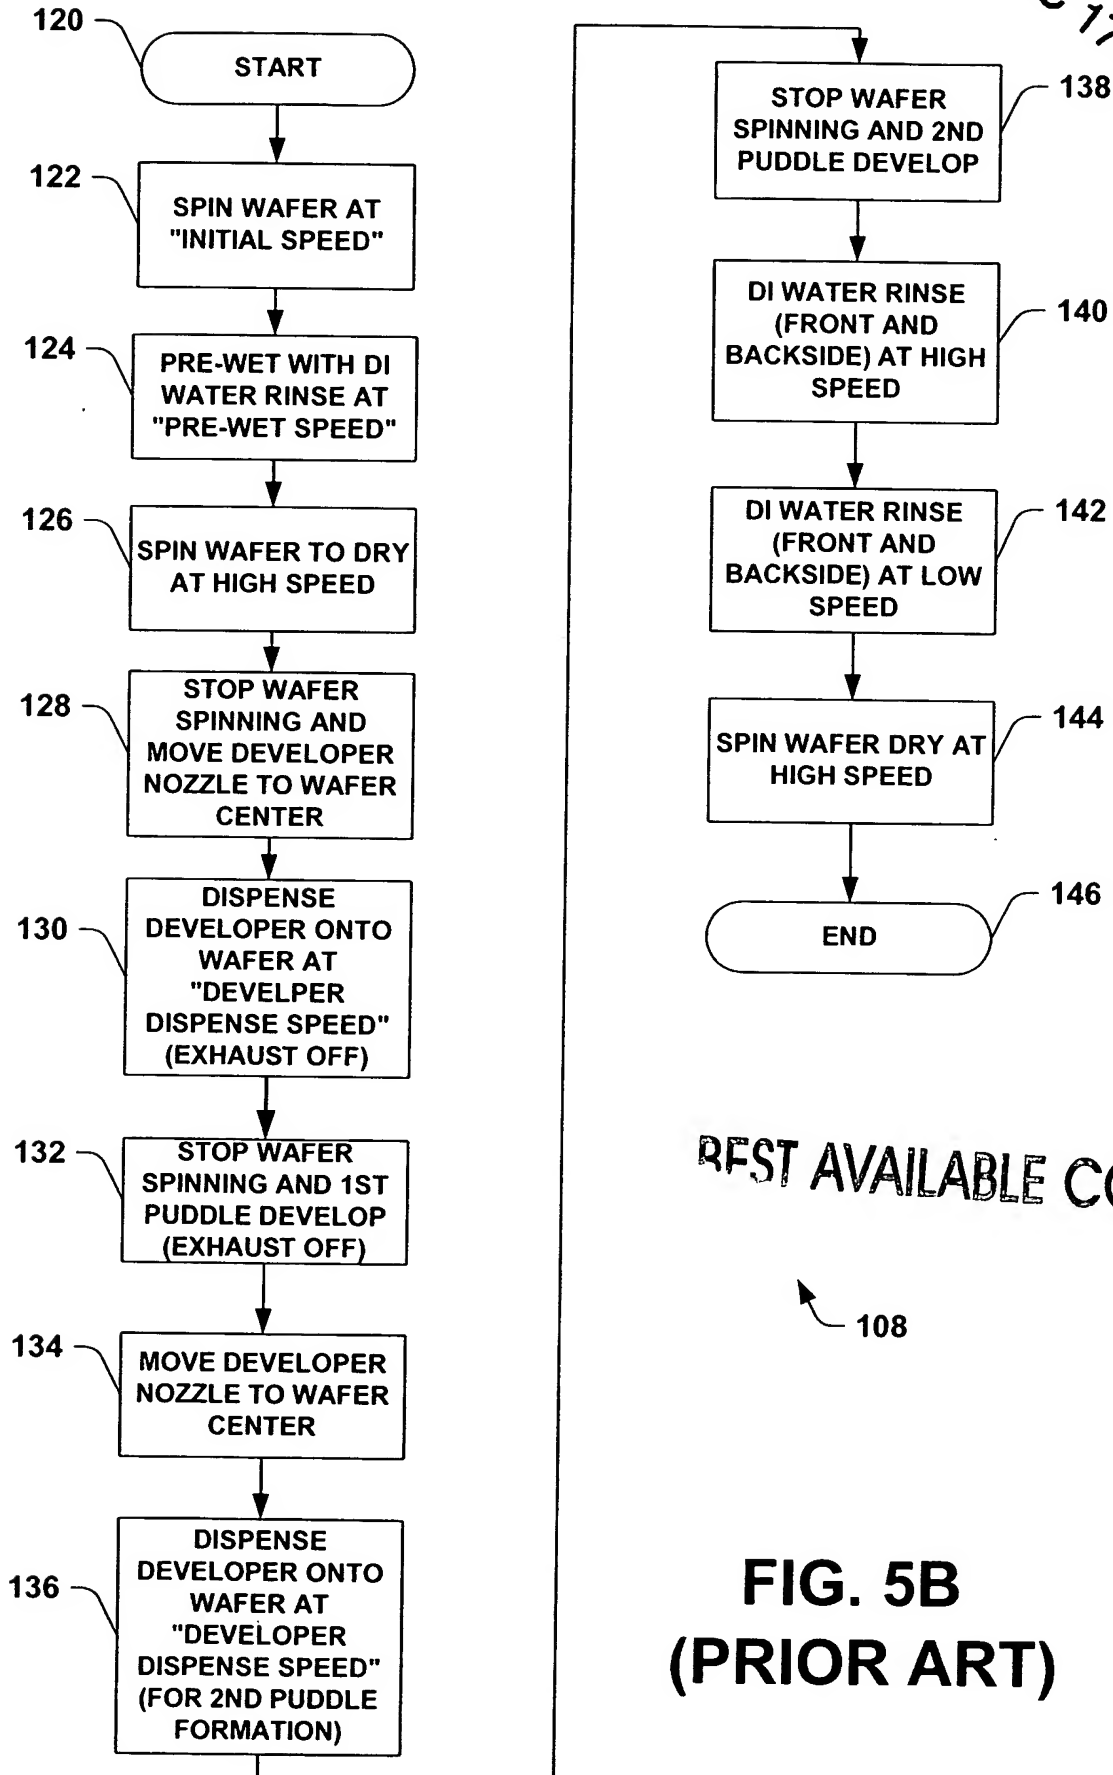 120
START
122
SPIN WAFER AT
"INITIAL SPEED"
124
PRE-WET WITH DI
WATER RINSE AT
"PRE-WET SPEED"
126
SPIN WAFER TO DRY
AT HIGH SPEED
128
STOP WAFER
SPINNING AND
MOVE DEVELOPER
NOZZLE TO WAFER
CENTER
130
DISPENSE
DEVELOPER ONTO
WAFER AT
"DEVELPER
DISPENSE SPEED"
(EXHAUST OFF)
132
STOP WAFER
SPINNING AND 1ST
PUDDLE DEVELOP
(EXHAUST OFF)
134
MOVE DEVELOPER
NOZZLE TO WAFER
CENTER
136
DISPENSE
DEVELOPER ONTO
WAFER AT
"DEVELOPER
DISPENSE SPEED"
(FOR 2ND PUDDLE
FORMATION)
138
STOP WAFER
SPINNING AND 2ND
PUDDLE DEVELOP
140
DI WATER RINSE
(FRONT AND
BACKSIDE) AT HIGH
SPEED
142
DI WATER RINSE
(FRONT AND
BACKSIDE) AT LOW
SPEED
144
SPIN WAFER DRY AT
HIGH SPEED
146
END
BEST AVAILABLE CO
108
FIG. 5B
(PRIOR ART)